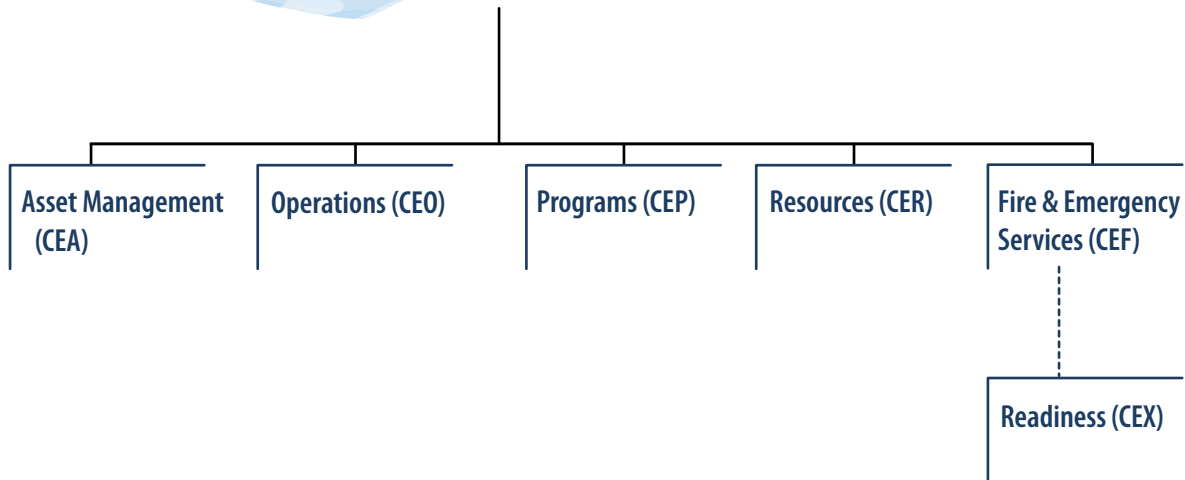 Asset Management
(CEA)
Operations (CEO)
Programs (CEP)
Resources (CER)
Fire & Emergency
Services (CEF)
Readiness (CEX)